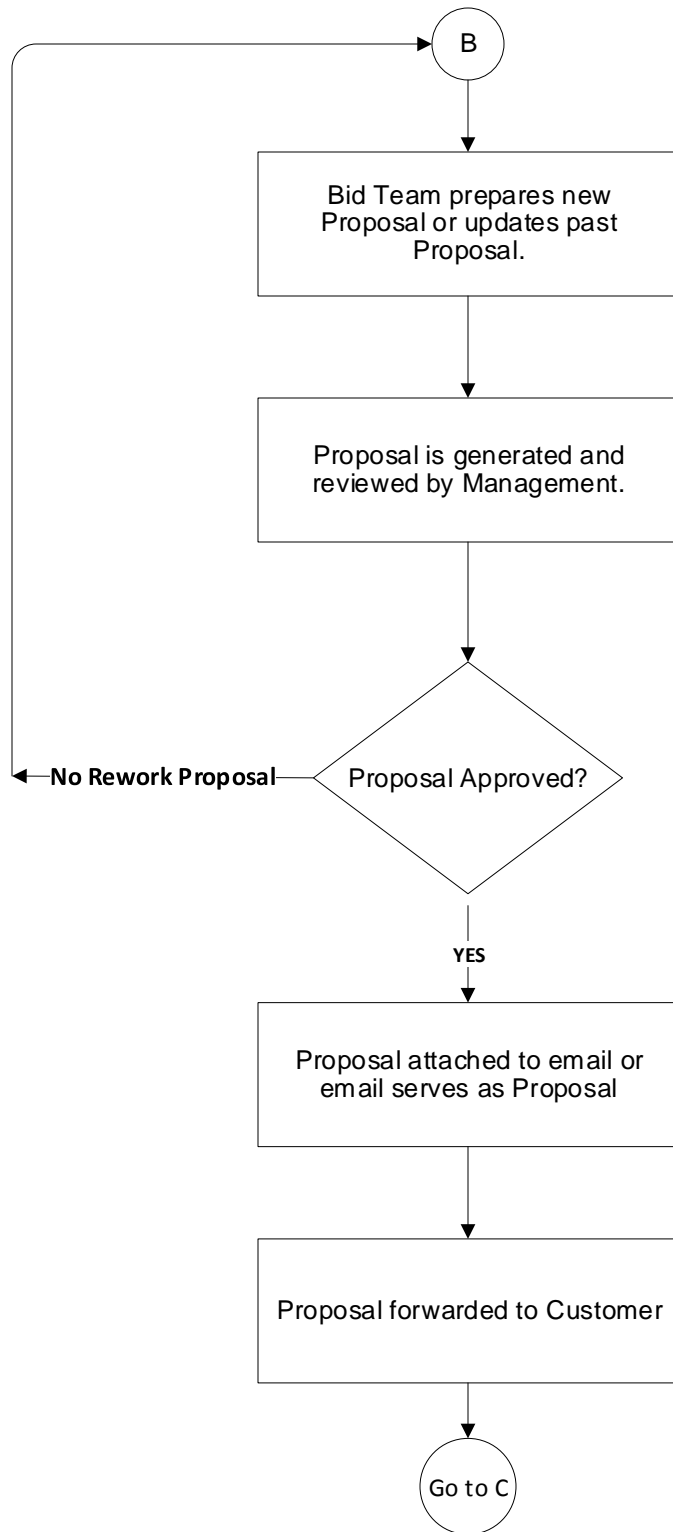 B
Bid Team prepares new
Proposal or updates past
Proposal.
Proposal is generated and
reviewed by Management.
No Rework Proposal
Proposal Approved?
YES
Proposal attached to email or
email serves as Proposal
Proposal forwarded to Customer
Go to C